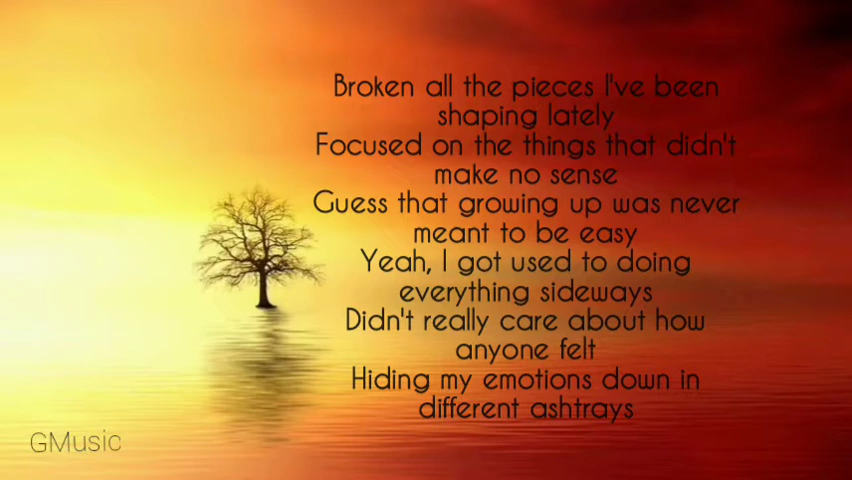 Broken all the pieces I've been
shaping lately
Focused on the things that didn't
make no sense
Guess that growing up was never
meant to be easy
Yeah, I got used to doing
everything sideways
Didn't really care about how
anyone felt
Hiding my emotions down in
different ashtrays
GMusic